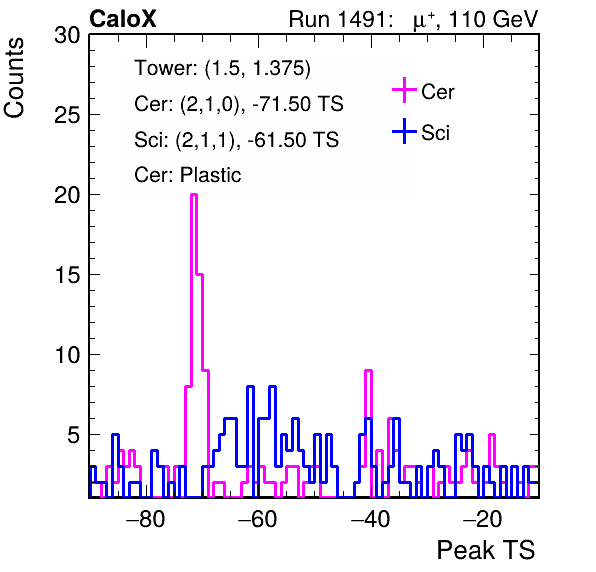 CaloX
Run 1491: μ⁺, 110 GeV
Counts
30
25
20
15
10
5
Tower: (1.5, 1.375)
Cer: (2,1,0), -71.50 TS
Sci: (2,1,1), -61.50 TS
Cer: Plastic
Cer
Sci
−80 −60 −40 −20
Peak TS